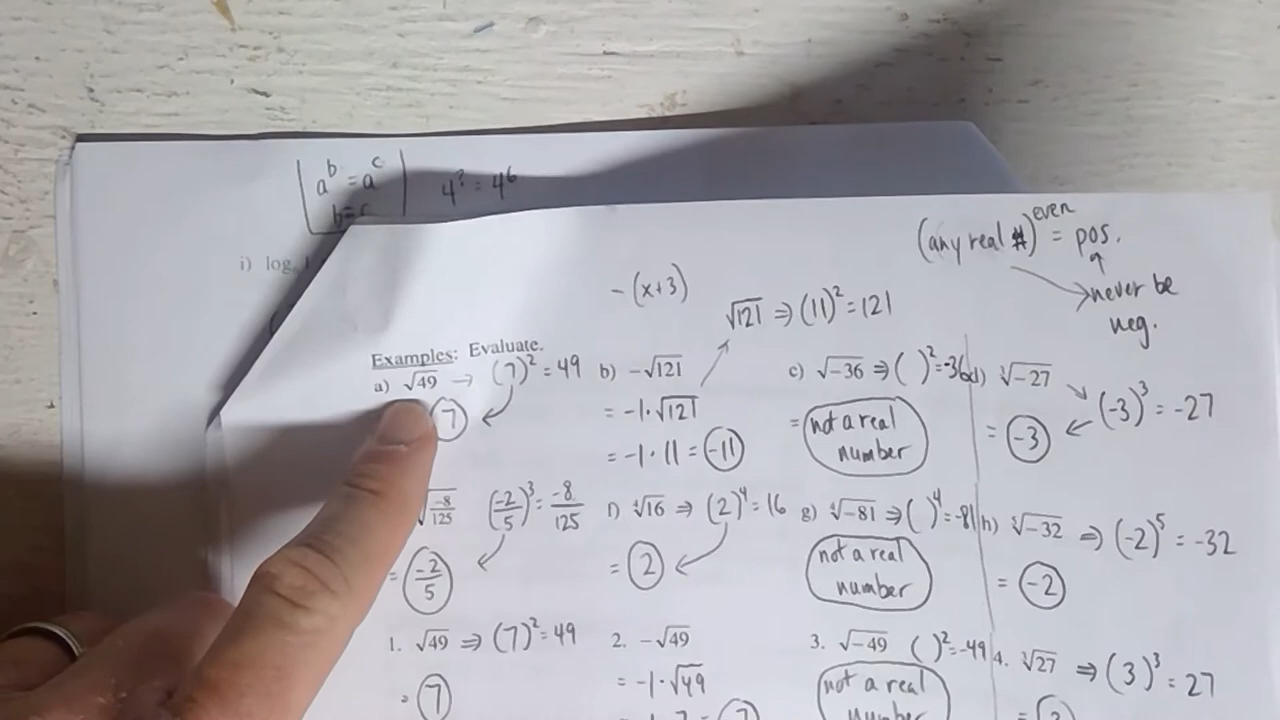 a^b = a^c 4^? = 4^6
b=c
i) log
(any real #)^even = pos.
never be
neg.
-(x+3)
√121 ⇒ (11)² = 121
Examples: Evaluate.
a) √49 → (7)² = 49 b) -√121 c) √-36 ⇒ ( )² = -36 d) ∛-27
7 = -1·√121 = not a real number = -3 ← (-3)³ = -27
= -1·11 = -11
√-8/125 (-2/5)³ = -8/125 f) ∜16 ⇒ (2)⁴ = 16 g) ∜-81 ⇒ ( )⁴ = -81 h) ⁵√-32 ⇒ (-2)⁵ = -32
= -2/5 = 2 not a real number = -2
1. √49 ⇒ (7)² = 49 2. -√49 3. √-49 ( )² = -49 4. ∛27 ⇒ (3)³ = 27
= 7 = -1·√49 not a real number = 3